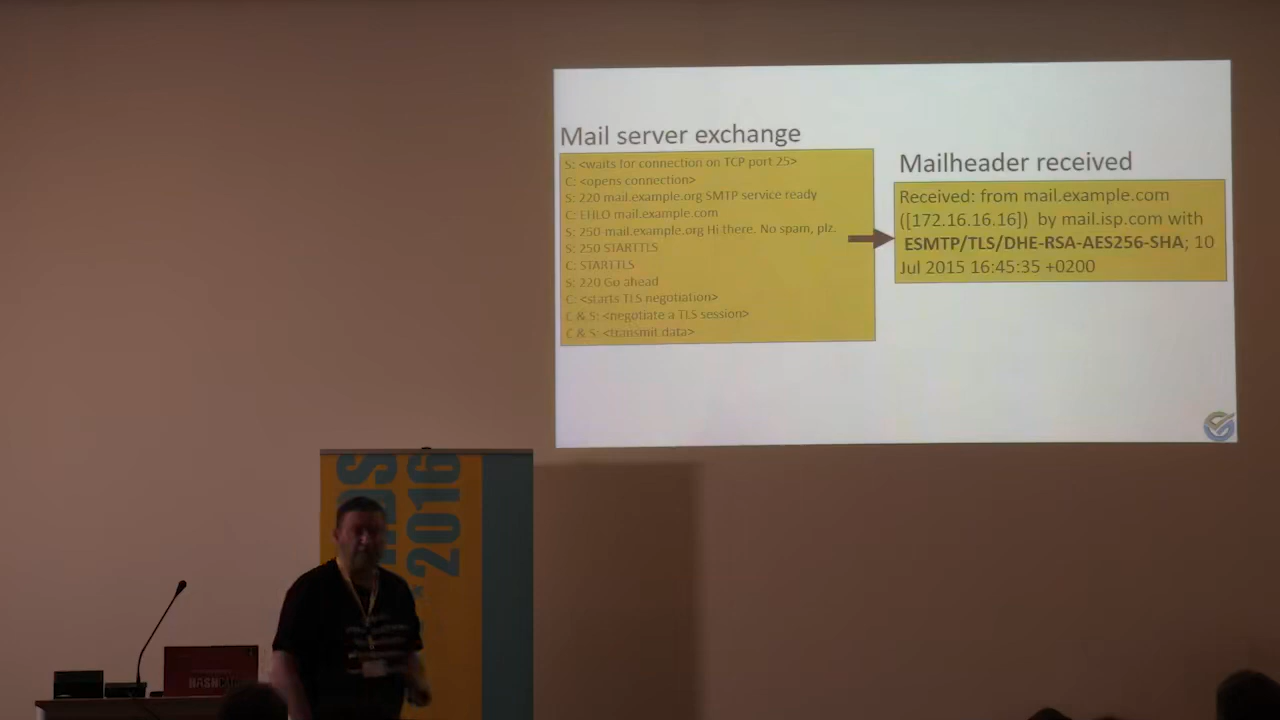 Mail server exchange
S: <waits for connection on TCP port 25>
C: <opens connection>
S: 220 mail.example.org SMTP service ready
C: EHLO mail.example.com
S: 250 mail.example.org Hi there. No spam, plz.
S: 250 STARTTLS
C: STARTTLS
S: 220 Go ahead
C: <starts TLS negotiation>
C & S: <negotiate a TLS session>
C & S: <transmit data>
Mailheader received
Received: from mail.example.com
([172.16.16.16]) by mail.isp.com with
ESMTP/TLS/DHE-RSA-AES256-SHA; 10
Jul 2015 16:45:35 +0200
2016